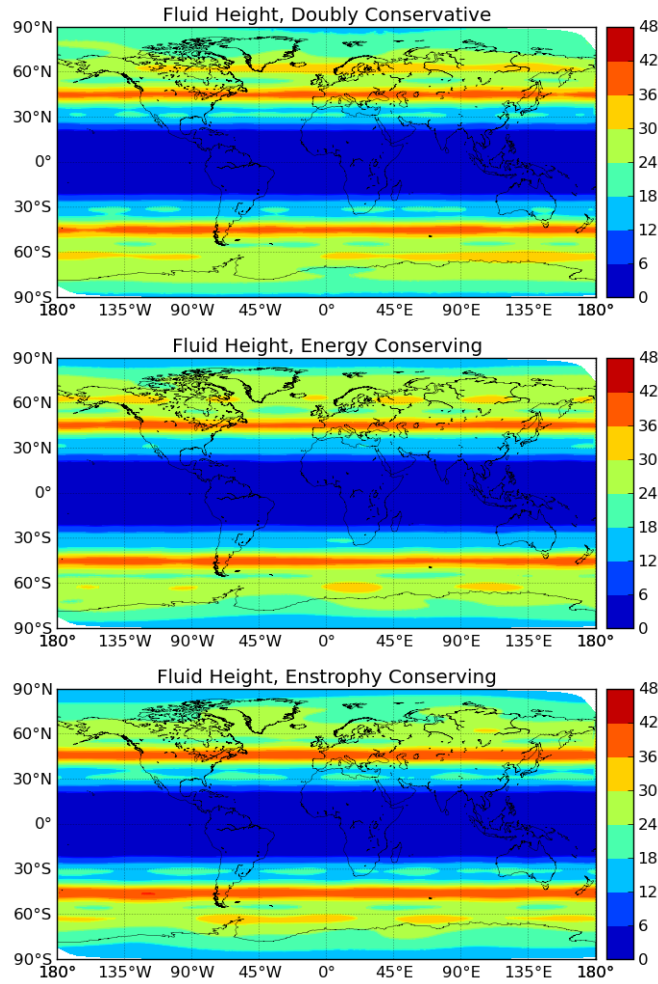 Fluid Height, Doubly Conservative
90°N
60°N
30°N
0°
30°S
60°S
90°S
180° 135°W 90°W 45°W 0° 45°E 90°E 135°E 180°
48
42
36
30
24
18
12
6
0
Fluid Height, Energy Conserving
90°N
60°N
30°N
0°
30°S
60°S
90°S
180° 135°W 90°W 45°W 0° 45°E 90°E 135°E 180°
48
42
36
30
24
18
12
6
0
Fluid Height, Enstrophy Conserving
90°N
60°N
30°N
0°
30°S
60°S
90°S
180° 135°W 90°W 45°W 0° 45°E 90°E 135°E 180°
48
42
36
30
24
18
12
6
0